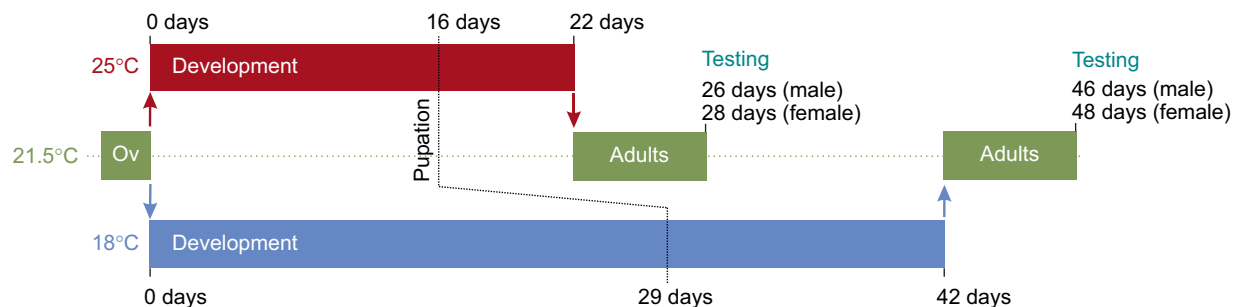 0 days
16 days
22 days
25°C
Development
Testing
26 days (male)
28 days (female)
Testing
46 days (male)
48 days (female)
Pupation
21.5°C
Ov
Adults
Adults
18°C
Development
0 days
29 days
42 days